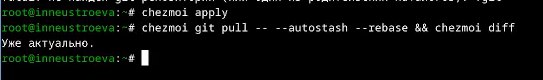 root@inneustroeva:~# chezmoi apply
root@inneustroeva:~# chezmoi git pull -- --autostash --rebase && chezmoi diff
Уже актуально.
root@inneustroeva:~#